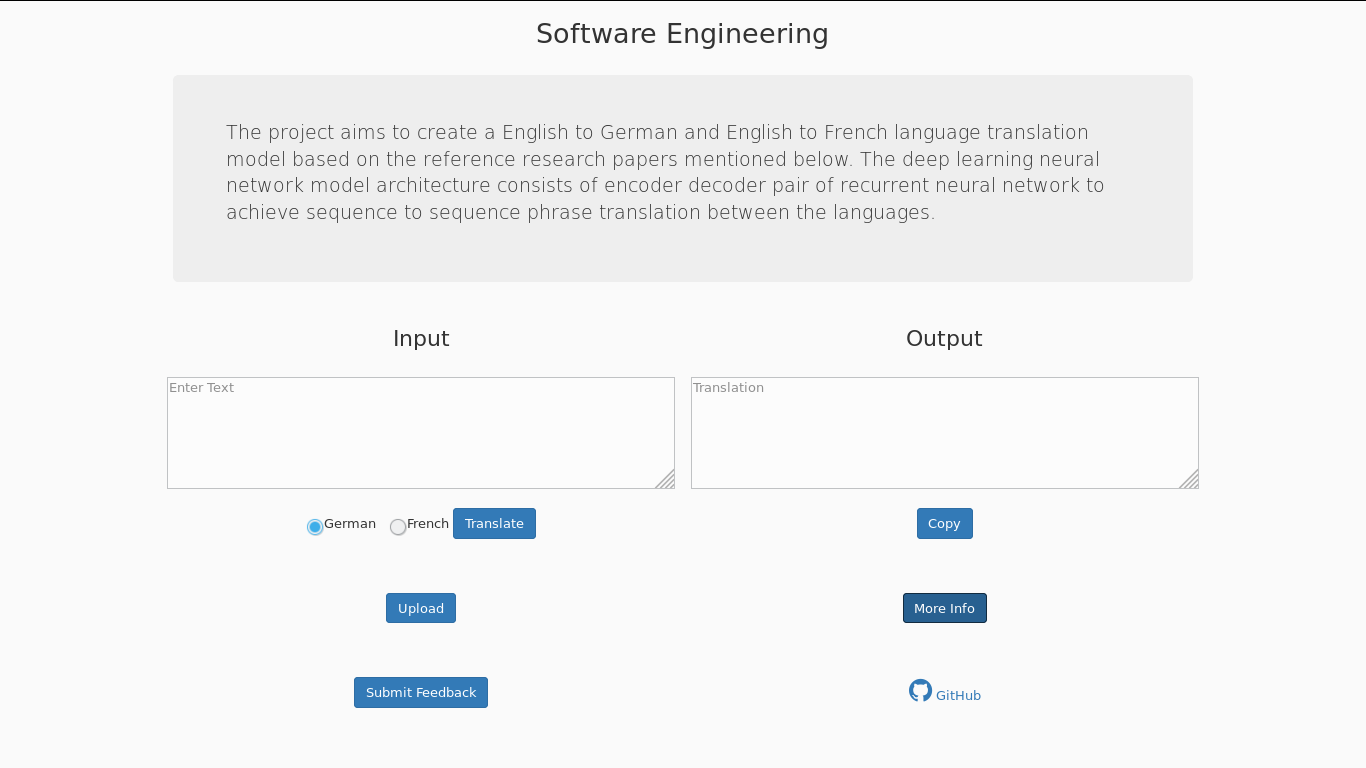 Software Engineering
The project aims to create a English to German and English to French language translation
model based on the reference research papers mentioned below. The deep learning neural
network model architecture consists of encoder decoder pair of recurrent neural network to
achieve sequence to sequence phrase translation between the languages.
Input
Output
Enter Text
Translation
German French Translate
Copy
Upload
More Info
Submit Feedback
GitHub